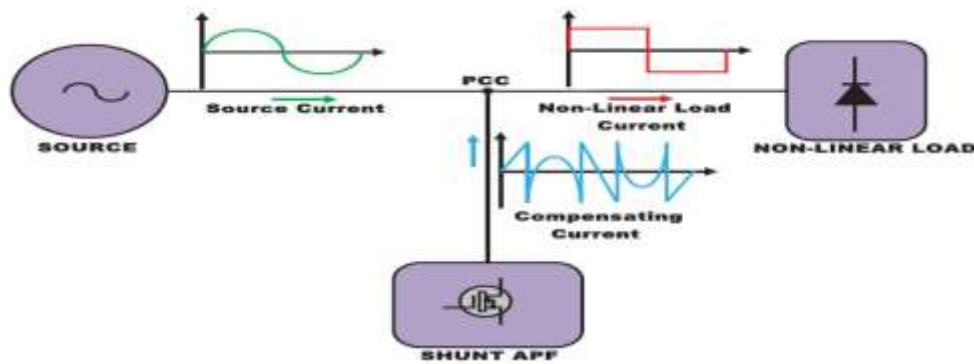 PCC
Source Current
Non-Linear Load
Current
SOURCE
NON-LINEAR LOAD
Compensating
Current
SHUNT APF